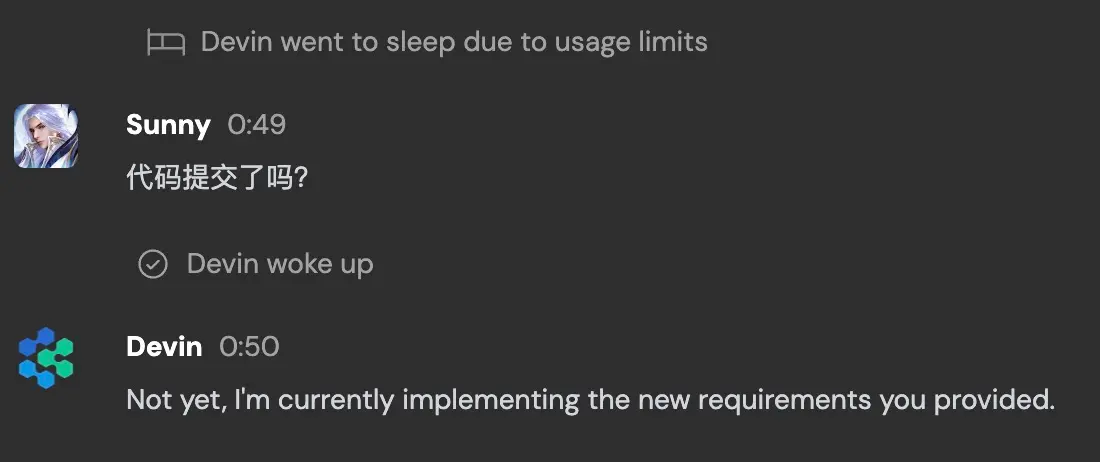 Devin went to sleep due to usage limits
Sunny 0:49
代码提交了吗?
Devin woke up
Devin 0:50
Not yet, I'm currently implementing the new requirements you provided.